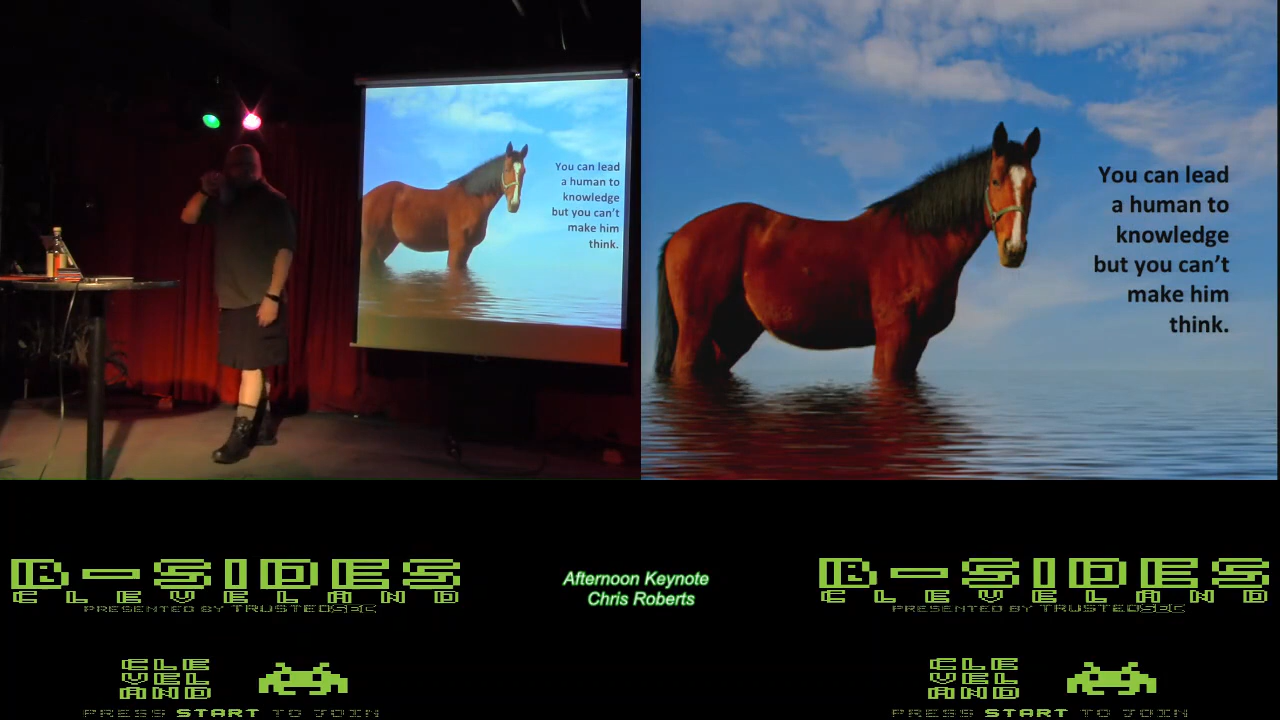 You can lead
a human to
knowledge
but you can't
make him
think.
You can lead
a human to
knowledge
but you can't
make him
think.
B-SIDES
CLEVELAND
PRESENTED BY TRUSTEDSEC
Afternoon Keynote
Chris Roberts
B-SIDES
CLEVELAND
PRESENTED BY TRUSTEDSEC
CLE
VEL
AND
PRESS START TO JOIN
CLE
VEL
AND
PRESS START TO JOIN